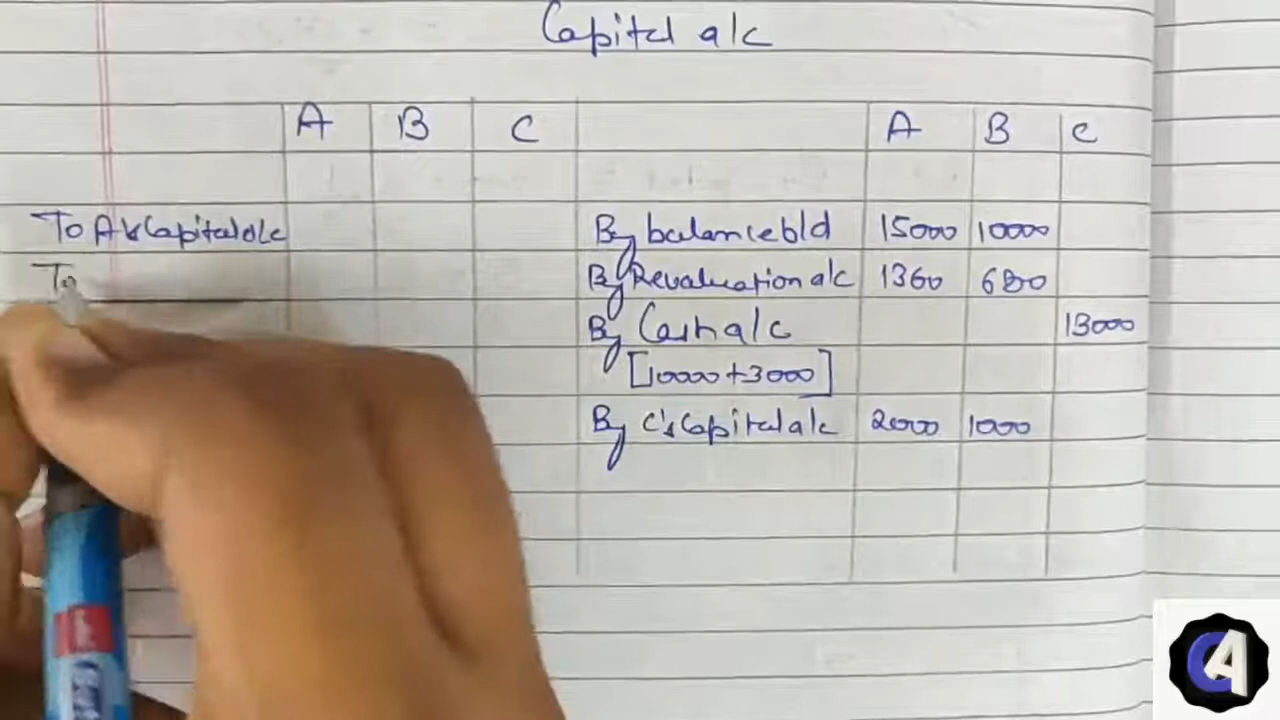 Capital a/c
A B C A B C
To A's Capital a/c By balance b/d 15000 10000
To By Revaluation a/c 1360 680
By Cash a/c 13000
[10000 + 3000]
By C's Capital a/c 2000 1000
CA